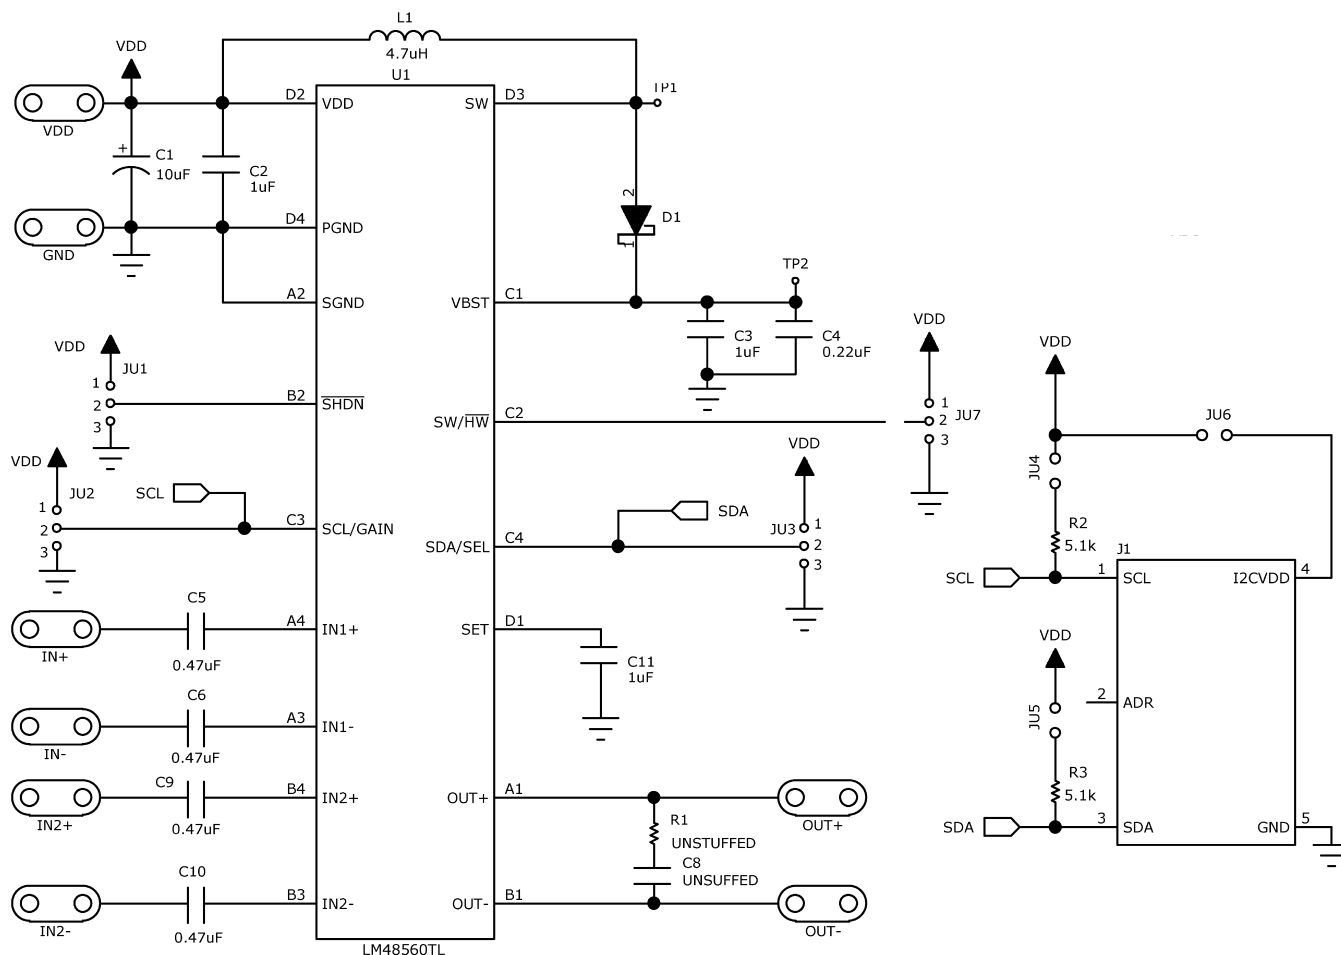 L1
4.7uH
VDD
U1
D2
VDD
SW
D3
TP1
VDD
+
C1
10uF
C2
1uF
2
D1
1
D4
PGND
GND
A2
SGND
VBST
C1
TP2
C3
1uF
C4
0.22uF
VDD
JU1
1
2
3
B2
SHDN
SW/HW
C2
VDD
1
2
3
JU7
VDD
JU2
1
2
3
SCL
C3
SCL/GAIN
SDA/SEL
C4
SDA
VDD
JU3
1
2
3
VDD
JU6
JU4
R2
5.1k
J1
SCL
1
SCL
I2CVDD
4
C5
A4
IN1+
IN+
0.47uF
SET
D1
C11
1uF
VDD
JU5
2
ADR
C6
A3
IN1-
IN-
0.47uF
C9
B4
IN2+
IN2+
0.47uF
OUT+
A1
R1
UNSTUFFED
OUT+
R3
5.1k
SDA
3
SDA
GND
5
C8
UNSUFFED
C10
B3
IN2-
IN2-
0.47uF
OUT-
B1
OUT-
LM48560TL